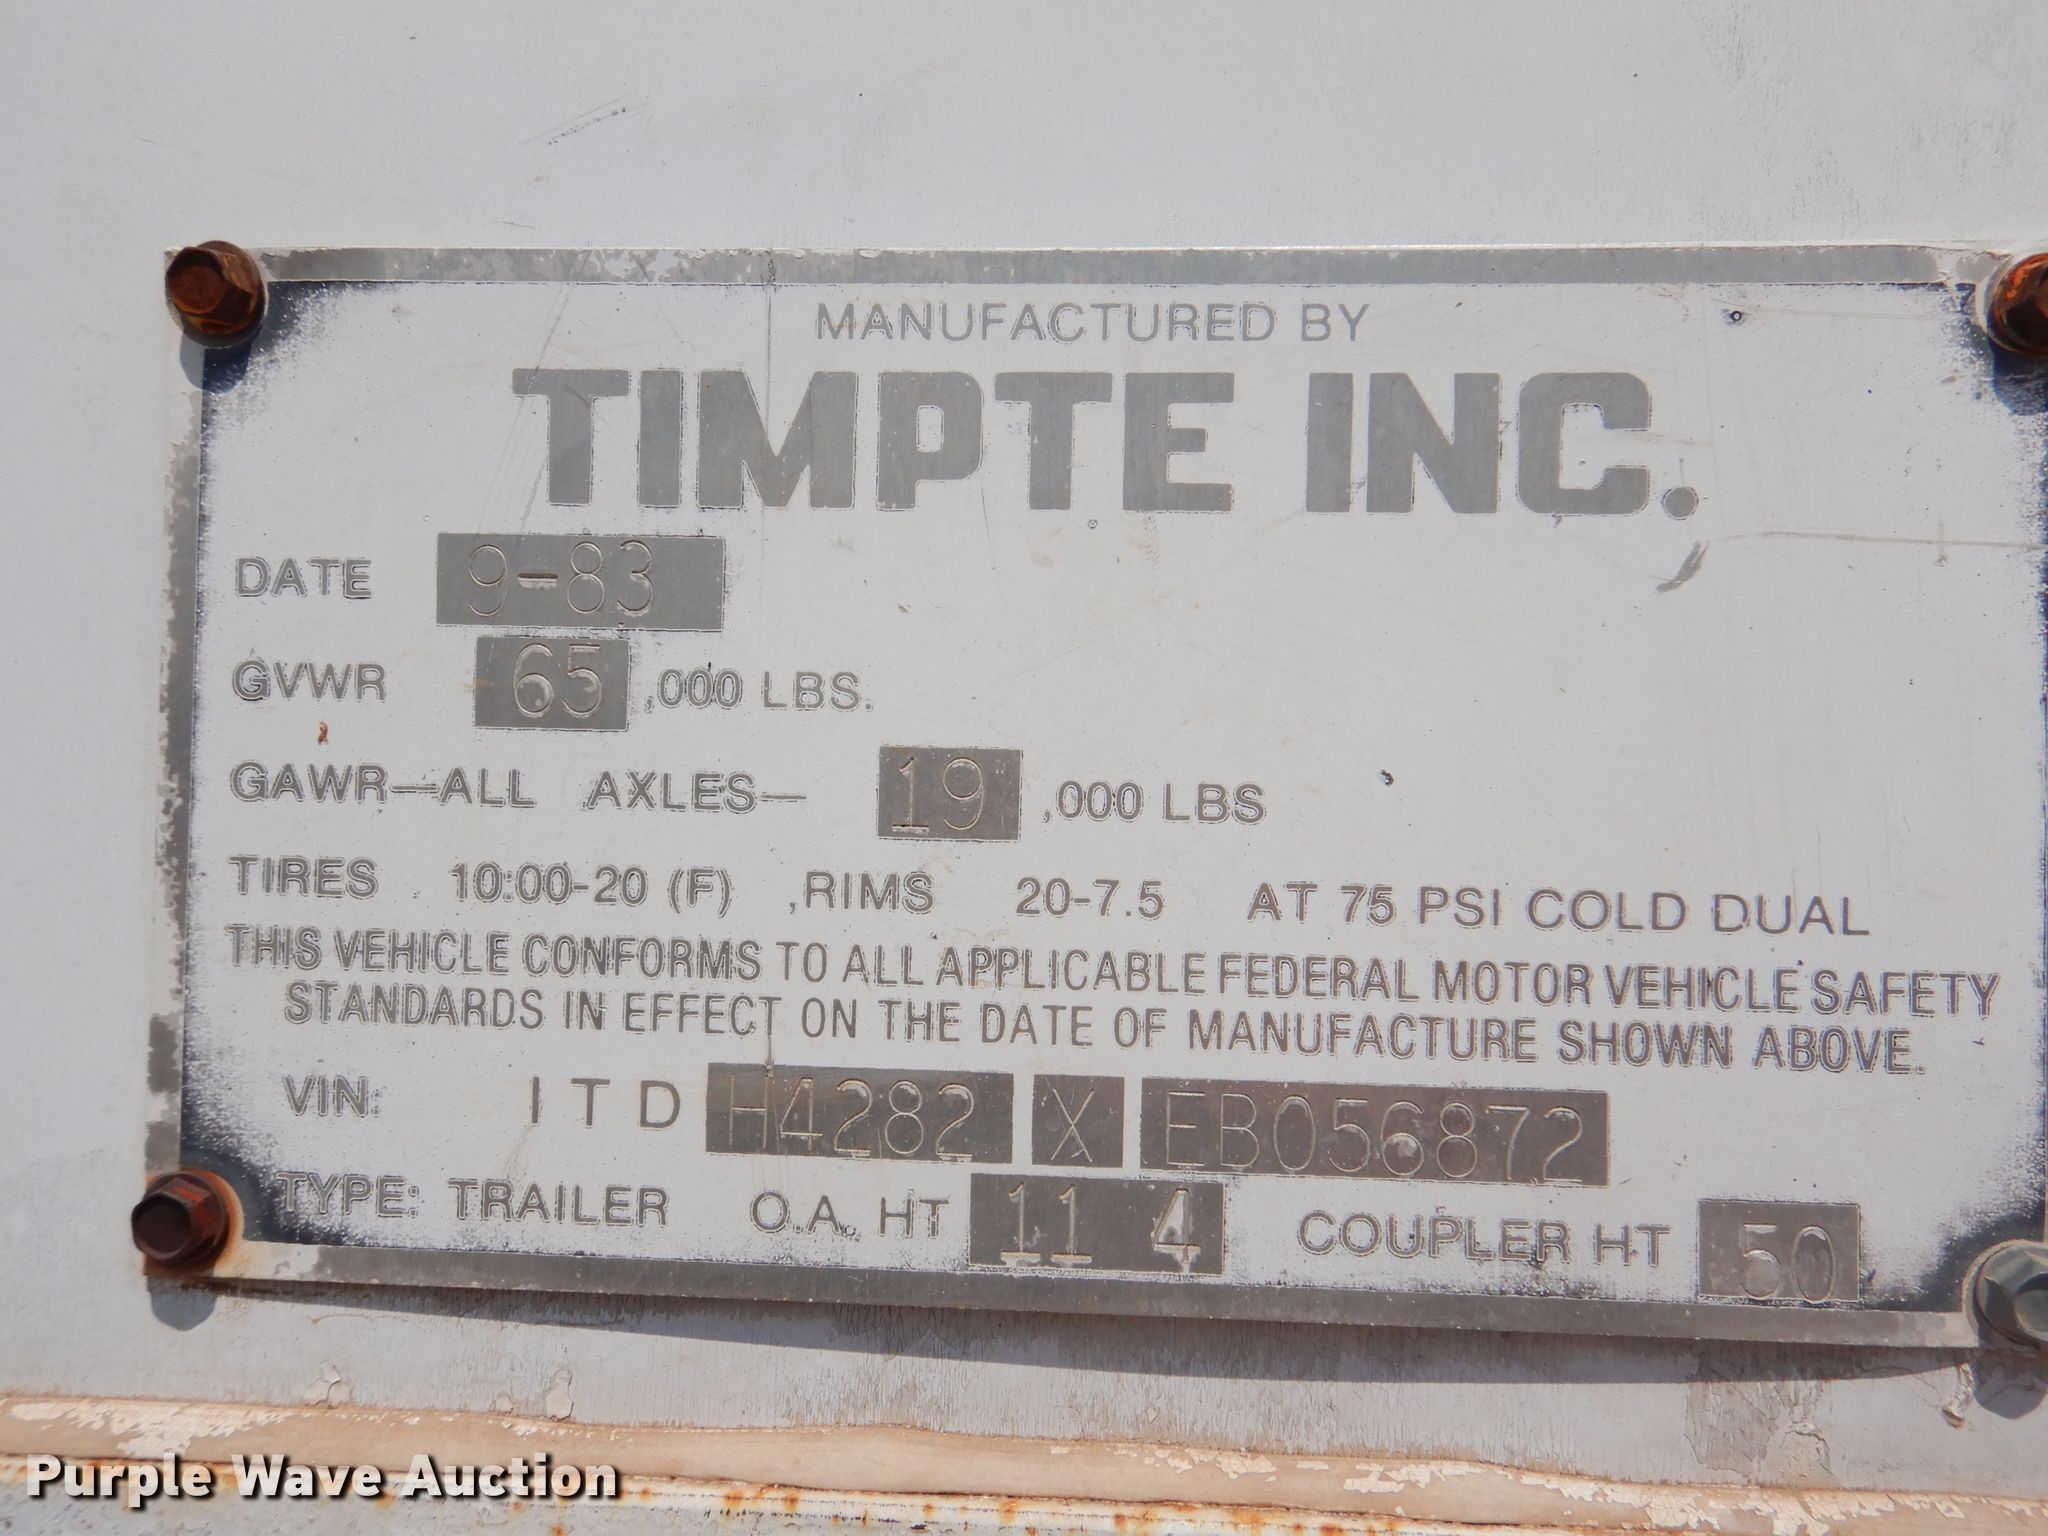 MANUFACTURED BY
TIMPTE INC.
DATE 9-83
GVWR 65 ,000 LBS.
GAWR—ALL AXLES— 19 ,000 LBS
TIRES 10:00-20 (F) ,RIMS 20-7.5 AT 75 PSI COLD DUAL
THIS VEHICLE CONFORMS TO ALL APPLICABLE FEDERAL MOTOR VEHICLE SAFETY
STANDARDS IN EFFECT ON THE DATE OF MANUFACTURE SHOWN ABOVE.
VIN: 1TD H4282 X EB056872
TYPE: TRAILER O.A. HT 11 4 COUPLER HT 50
Purple Wave Auction